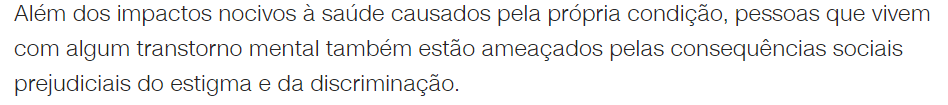 Além dos impactos nocivos à saúde causados pela própria condição, pessoas que vivem
com algum transtorno mental também estão ameaçados pelas consequências sociais
prejudiciais do estigma e da discriminação.